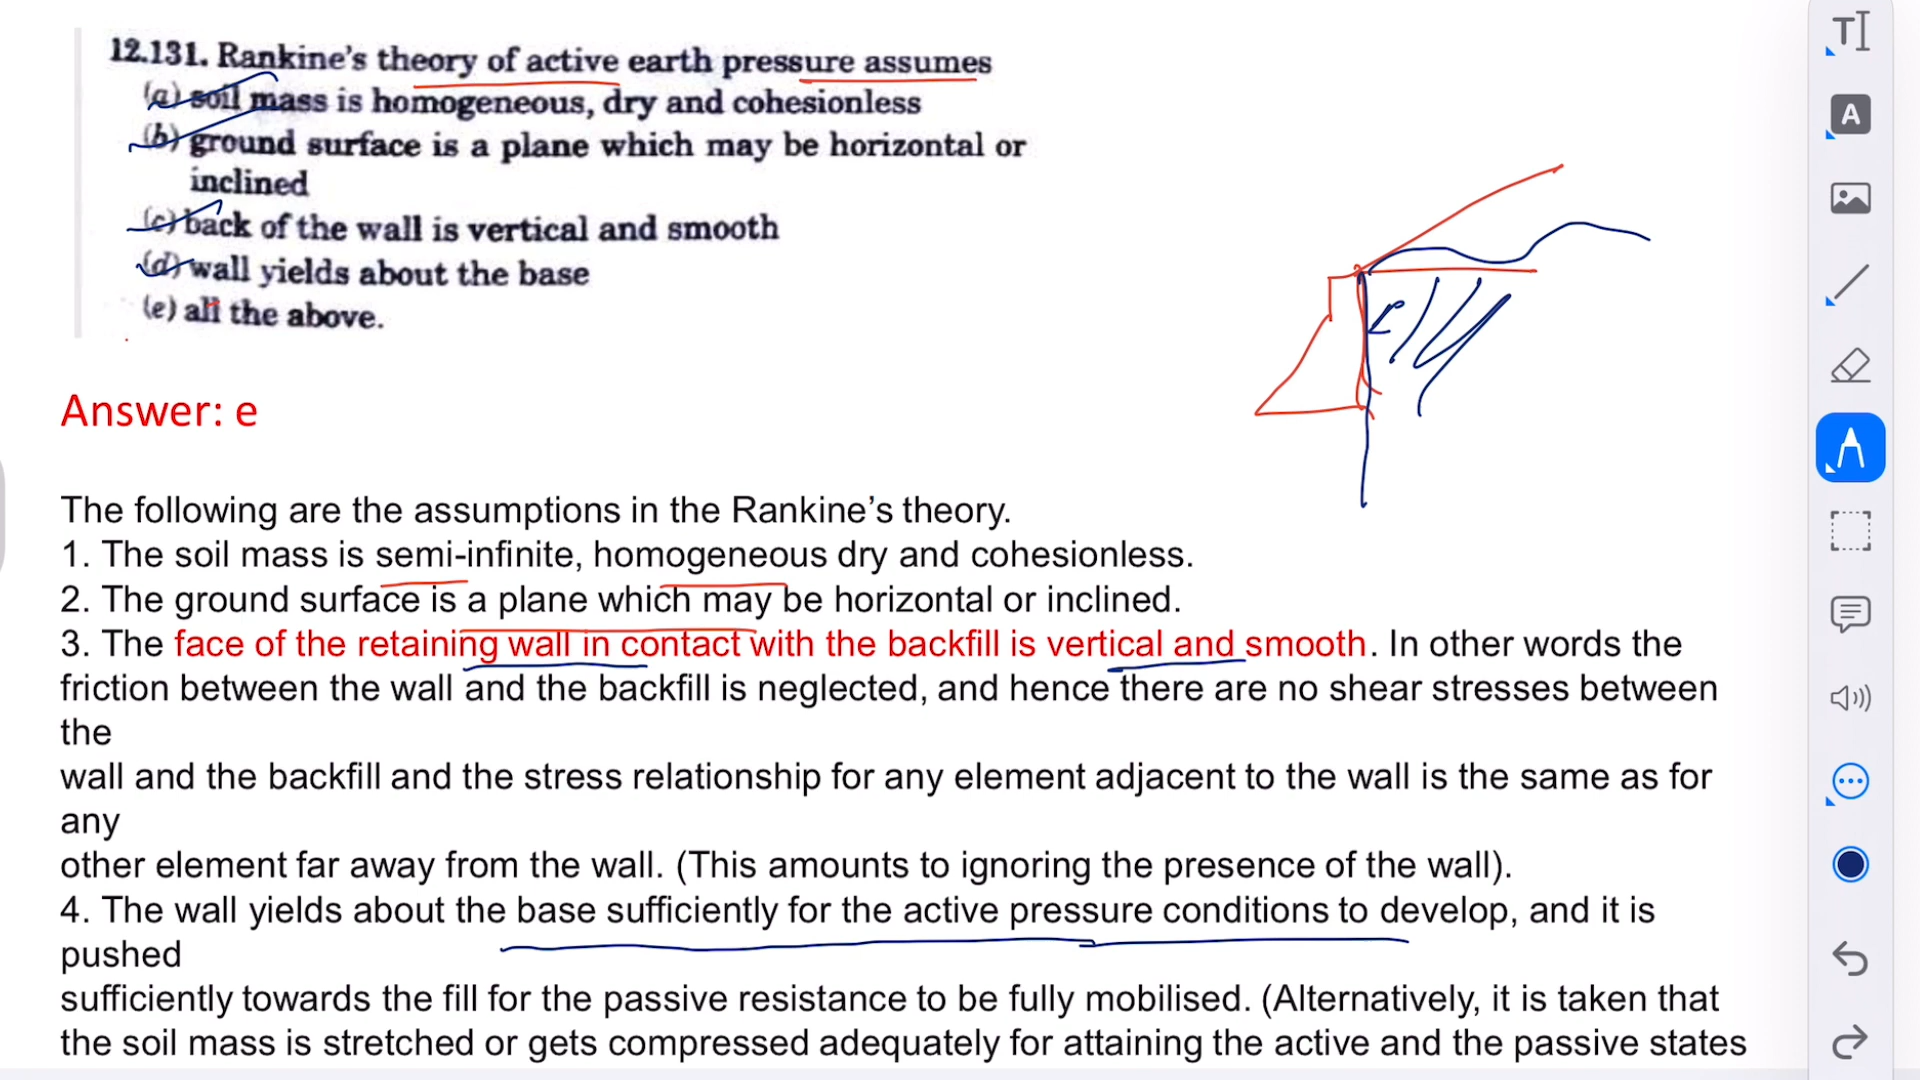 12.131. Rankine's theory of active earth pressure assumes
(a) soil mass is homogeneous, dry and cohesionless
(b) ground surface is a plane which may be horizontal or
inclined
(c) back of the wall is vertical and smooth
(d) wall yields about the base
(e) all the above.
Answer: e
The following are the assumptions in the Rankine’s theory.
1. The soil mass is semi-infinite, homogeneous dry and cohesionless.
2. The ground surface is a plane which may be horizontal or inclined.
3. The face of the retaining wall in contact with the backfill is vertical and smooth. In other words the
friction between the wall and the backfill is neglected, and hence there are no shear stresses between
the
wall and the backfill and the stress relationship for any element adjacent to the wall is the same as for
any
other element far away from the wall. (This amounts to ignoring the presence of the wall).
4. The wall yields about the base sufficiently for the active pressure conditions to develop, and it is
pushed
sufficiently towards the fill for the passive resistance to be fully mobilised. (Alternatively, it is taken that
the soil mass is stretched or gets compressed adequately for attaining the active and the passive states
T
A